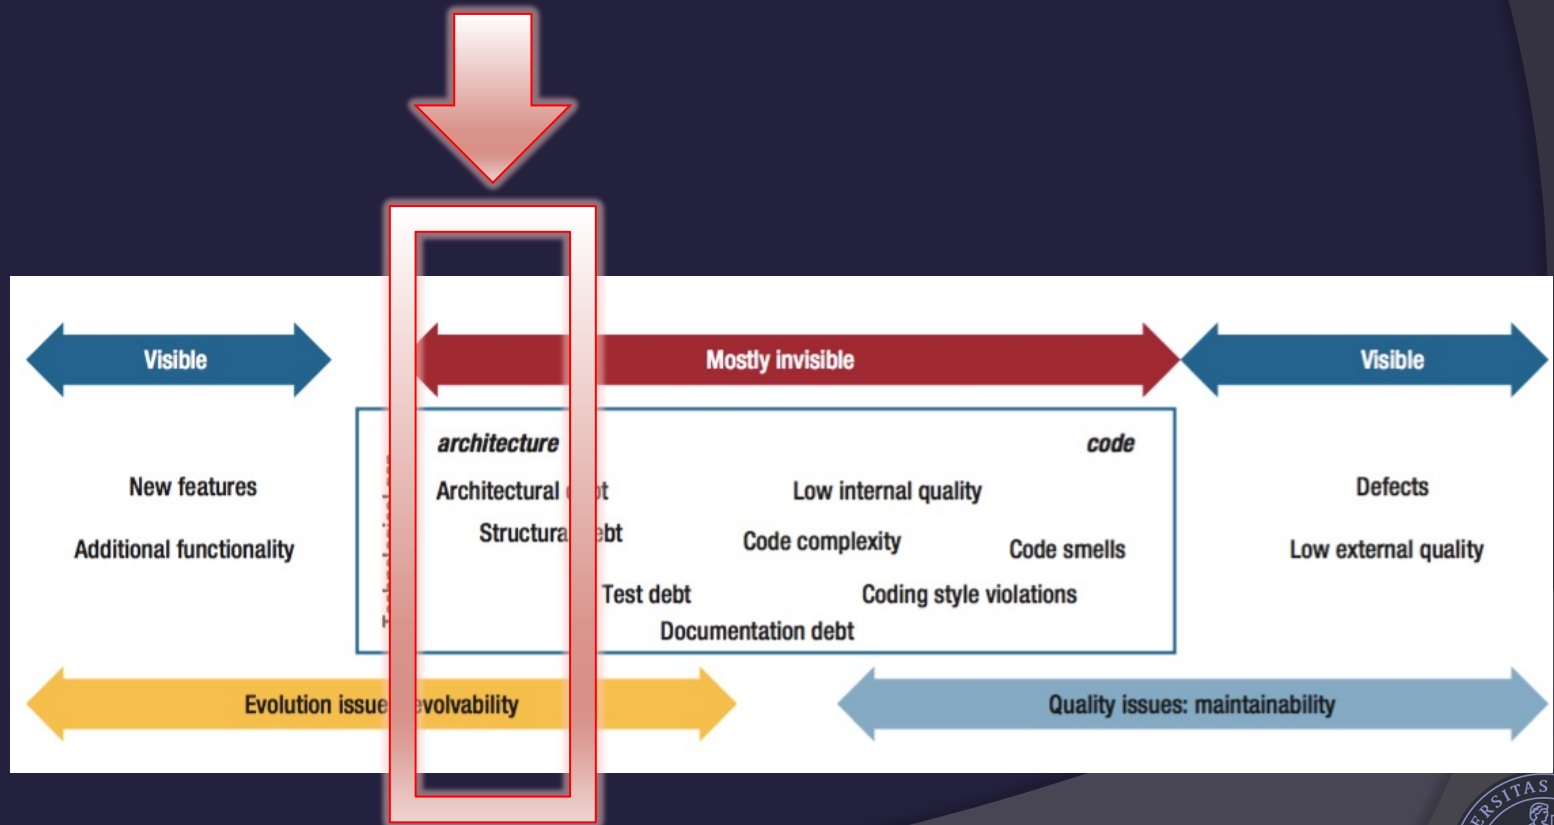 Visible
Mostly invisible
Visible
architecture
code
New features
Architectural
Low internal quality
Defects
Structura ebt
Code complexity
Additional functionality
Code smells
Low external quality
Test debt
Coding style violations
Documentation debt
Evolution issue evolvability
Quality issues: maintainability